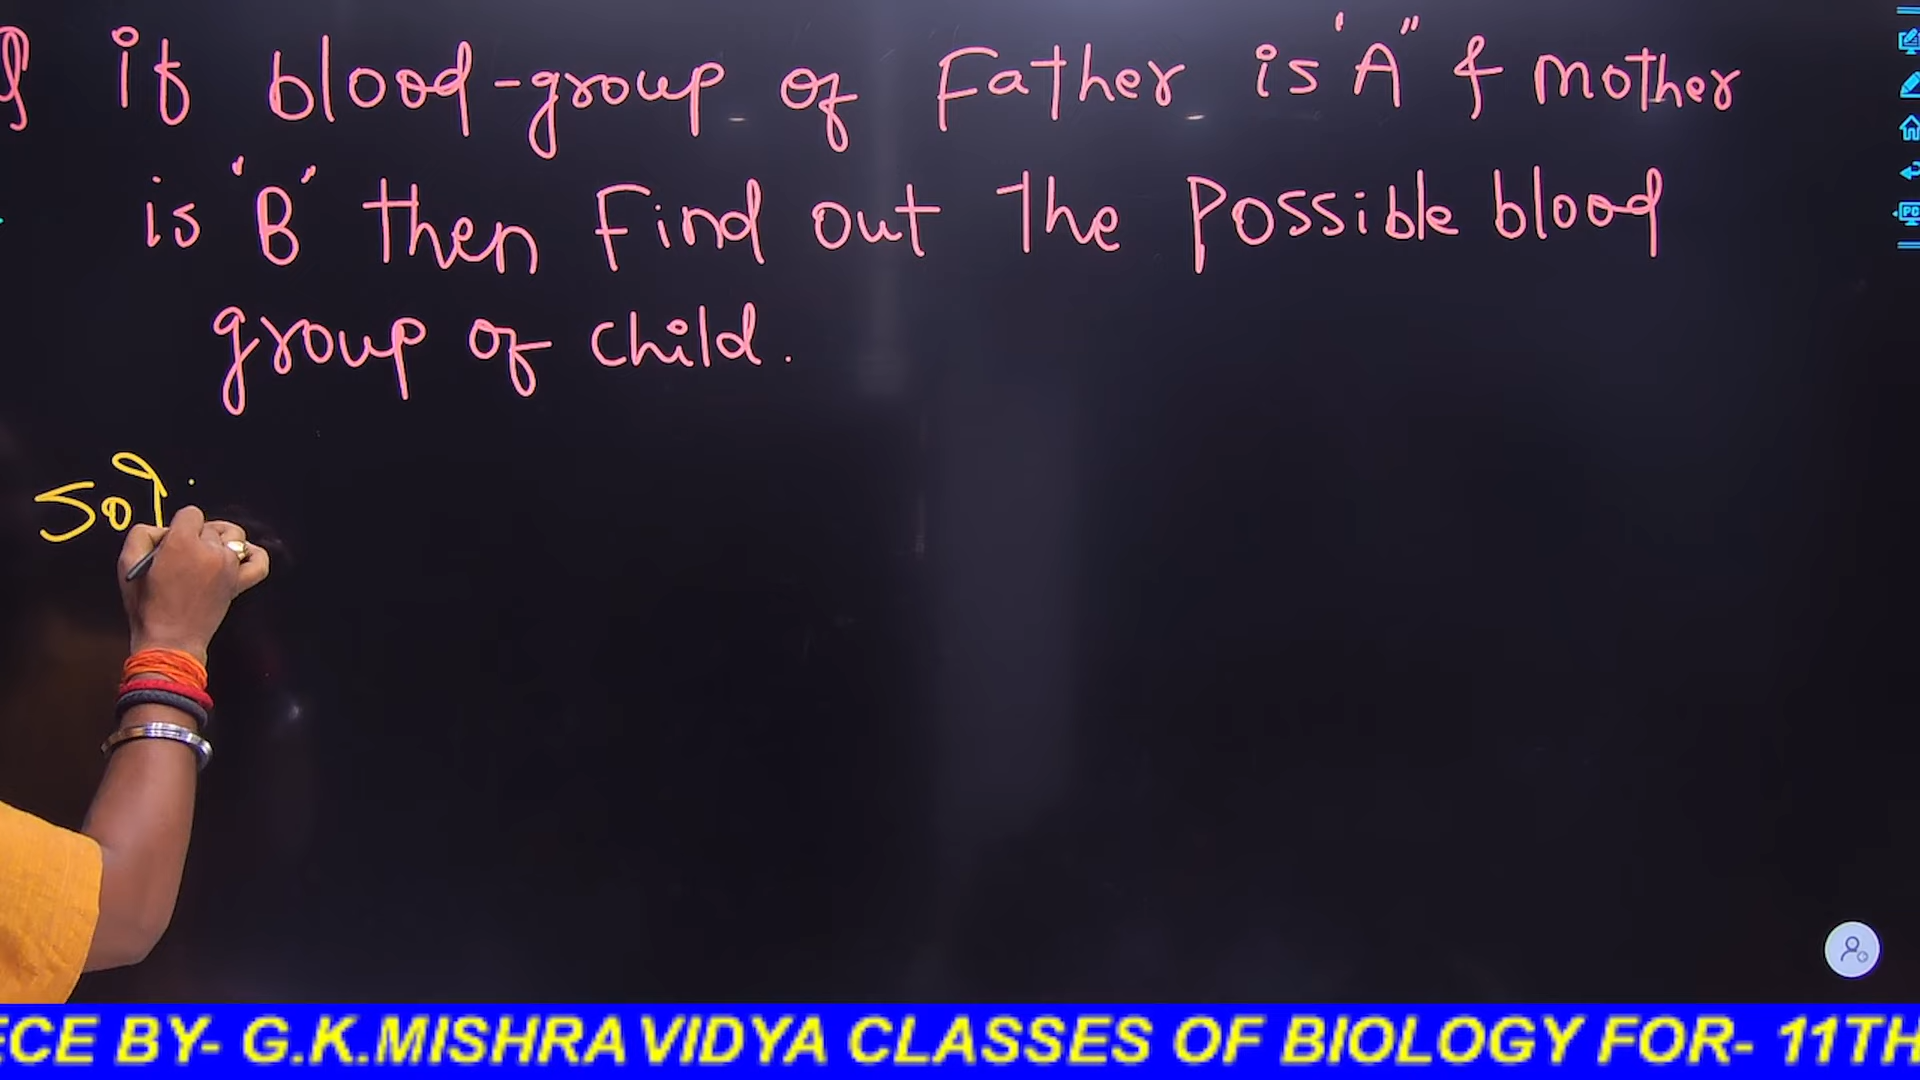 Q if blood-group of Father is "A" & mother
is "B" then Find out The Possible blood
group of child.
Sol:
ECE BY- G.K.MISHRA VIDYA CLASSES OF BIOLOGY FOR- 11TH